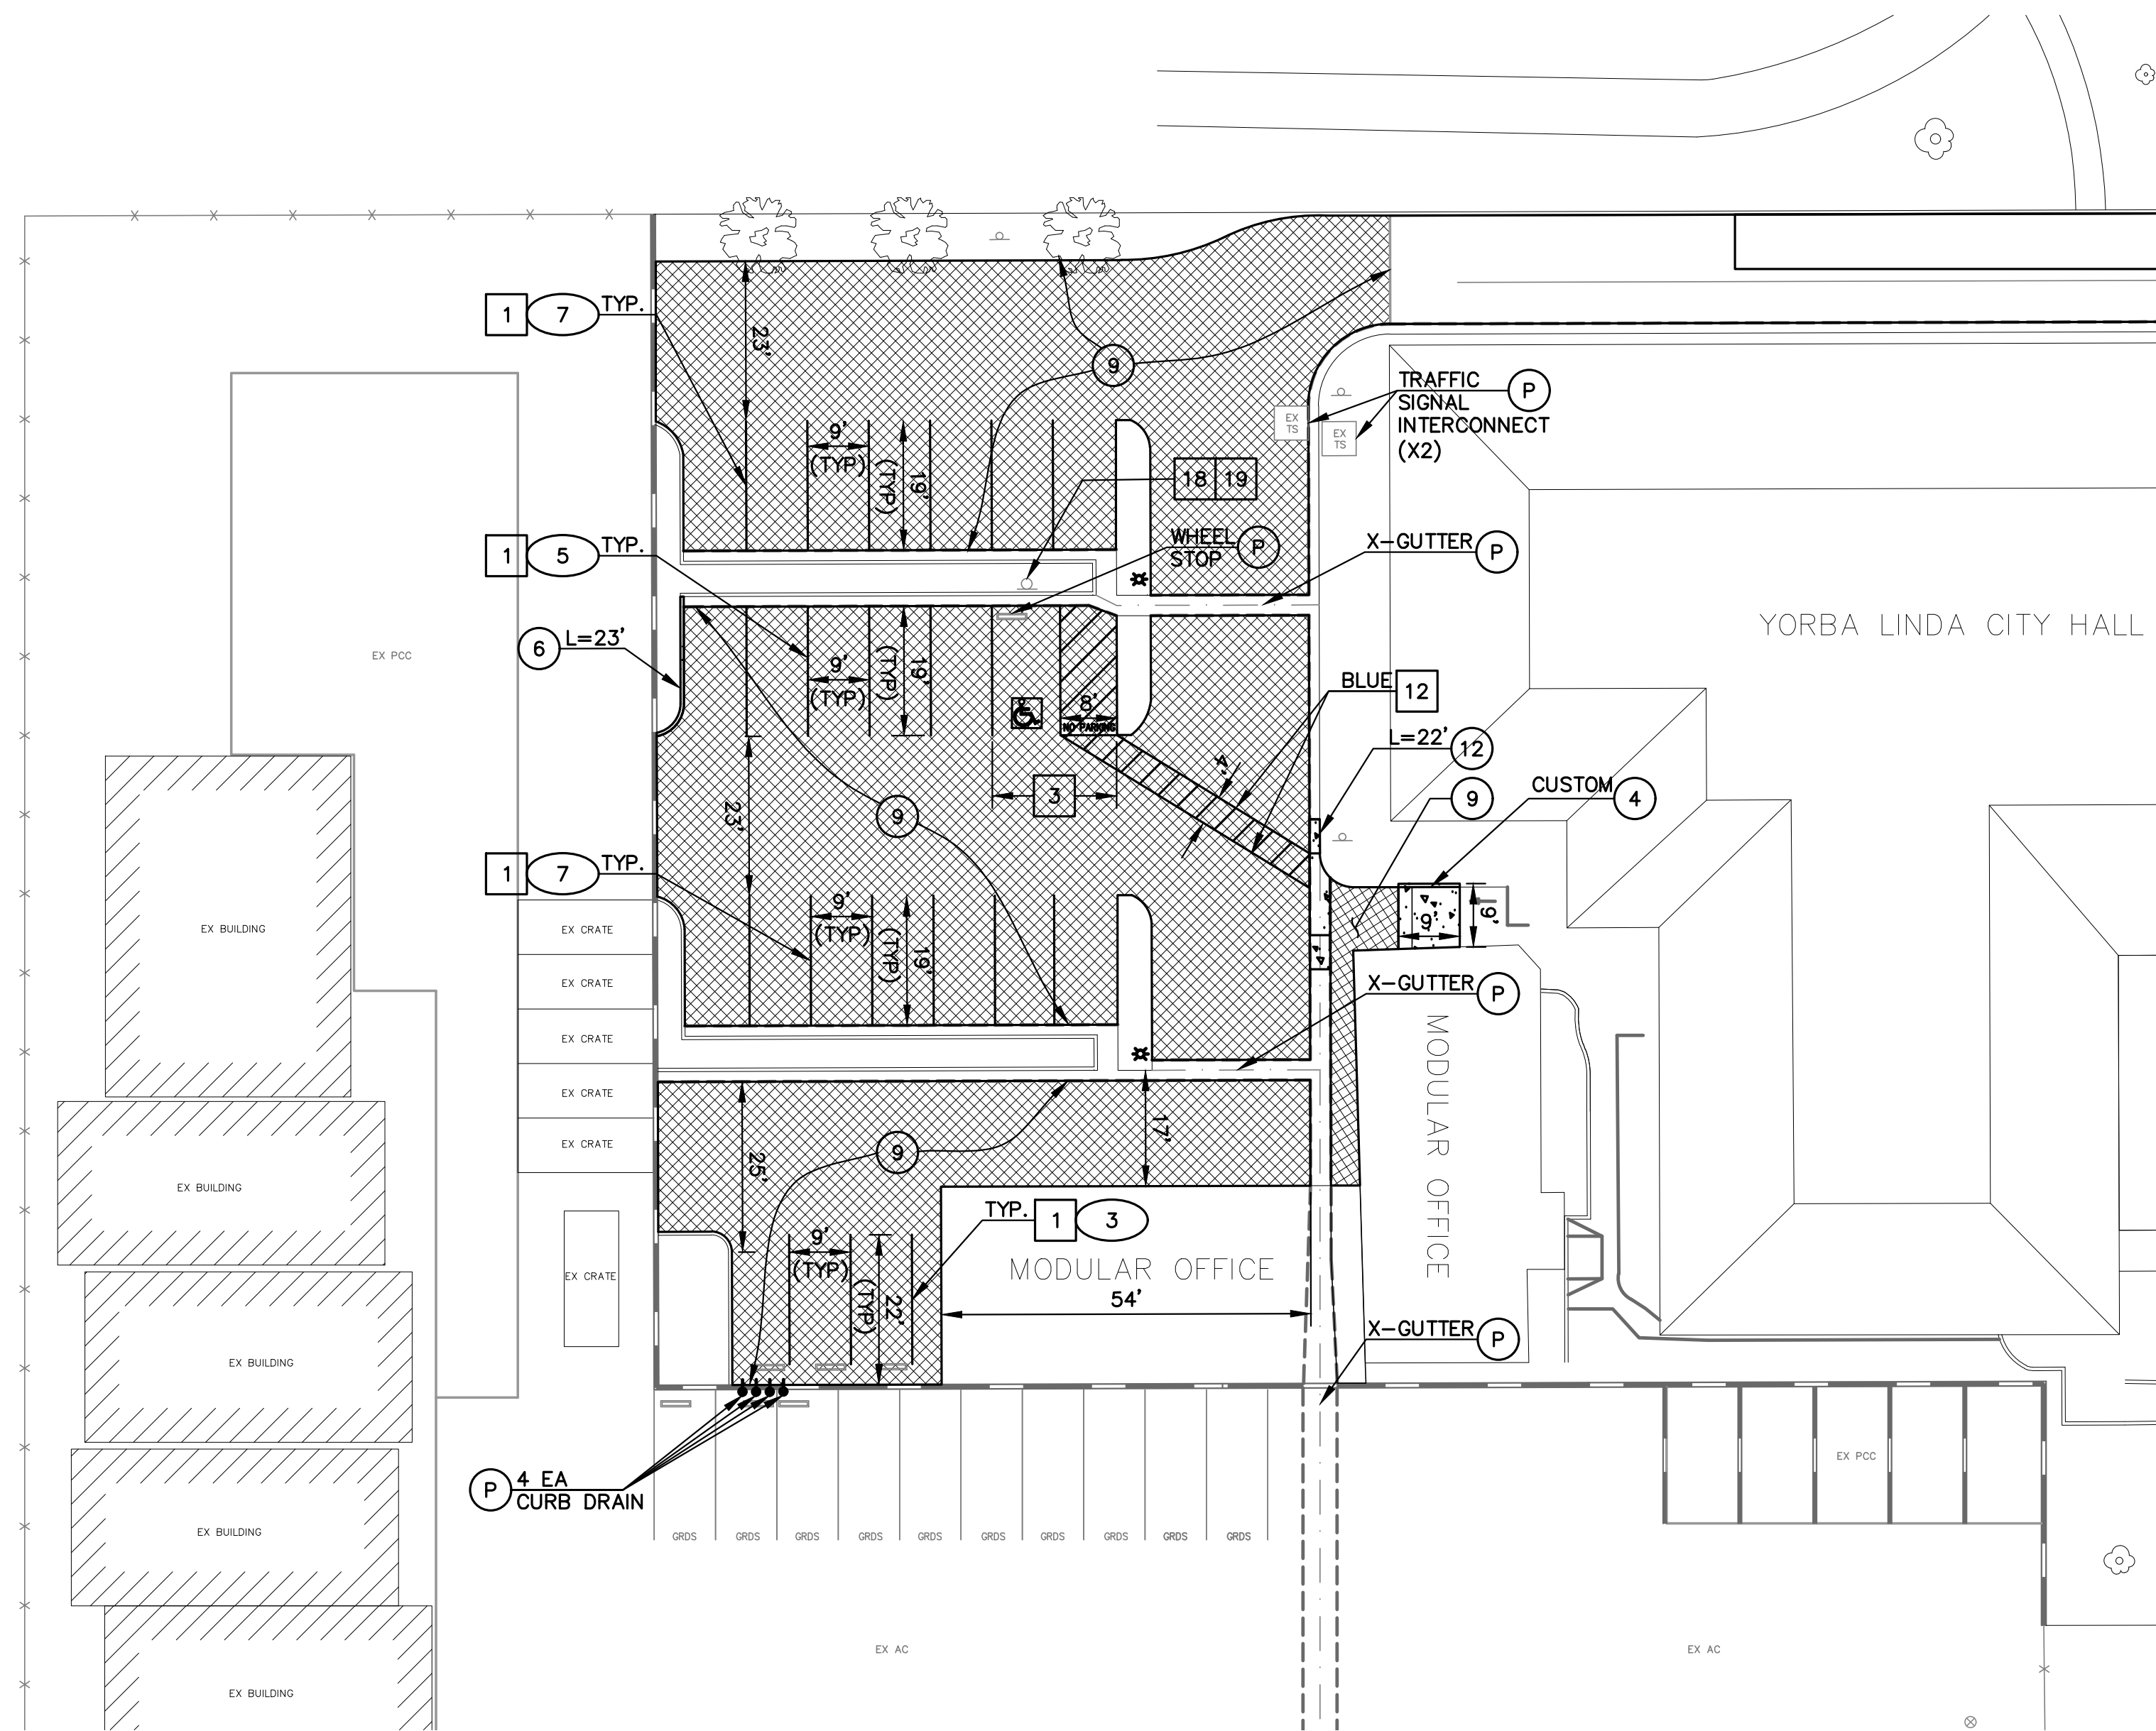 1 7 TYP.
23'
9
TRAFFIC
SIGNAL
INTERCONNECT
(X2)
P
EX
TS
EX
TS
9'
(TYP)
19'
(TYP)
18 19
WHEEL
STOP
P
X-GUTTER P
1 5 TYP.
YORBA LINDA CITY HALL
6 L=23'
EX PCC
9'
(TYP)
19'
(TYP)
8'
NO PARKING
BLUE 12
L=22' 12
4'
3
9
CUSTOM 4
9
23'
1 7 TYP.
9'
(TYP)
19'
(TYP)
9'
9'
EX BUILDING
EX CRATE
EX CRATE
EX CRATE
EX CRATE
EX CRATE
X-GUTTER P
MODULAR OFFICE
17'
25'
9
EX BUILDING
TYP. 1 3
9'
(TYP)
22'
(TYP)
MODULAR OFFICE
54'
EX CRATE
X-GUTTER P
EX BUILDING
P 4 EA
CURB DRAIN
EX PCC
EX BUILDING
GRDS GRDS GRDS GRDS GRDS GRDS GRDS GRDS GRDS GRDS
EX AC
EX AC
EX BUILDING